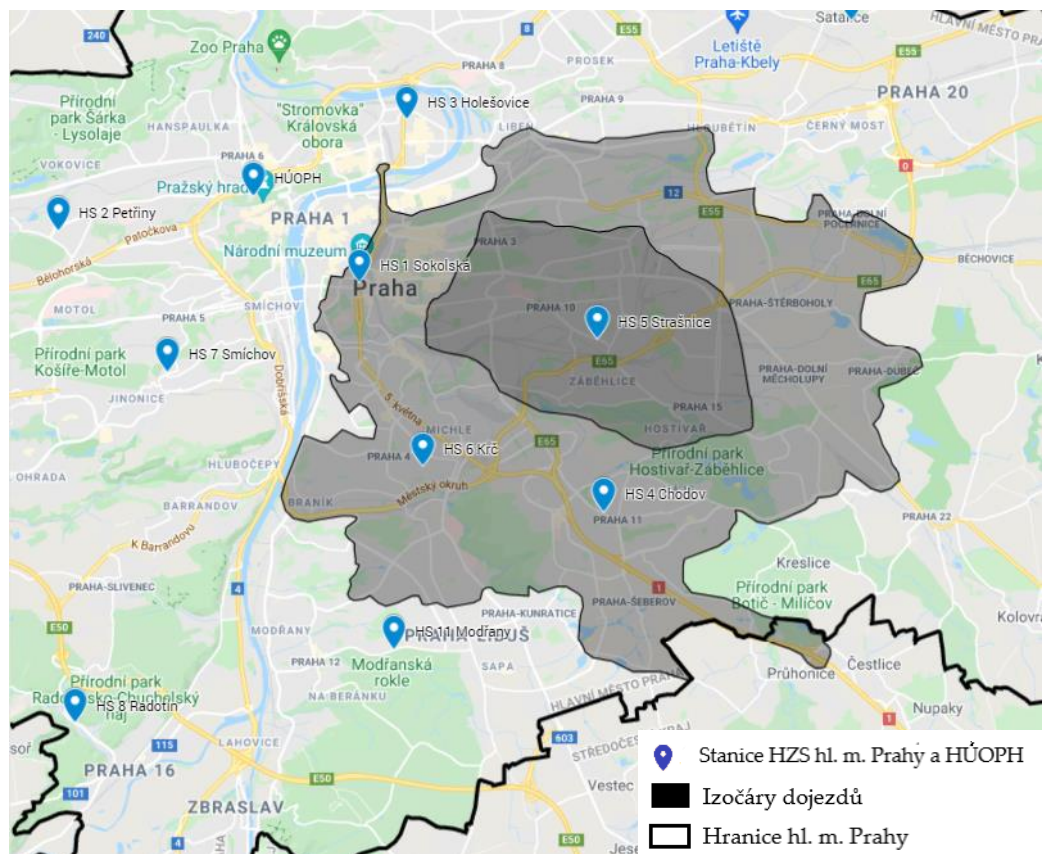 240
Zoo Praha
8
E55
Satalice
HLAVNÍ MĚSTO PRAHA
Letiště
Praha-Kbely
PROSEK
PRAHA 8
E55
Přírodní
park Šárka
- Lysolaje
HS 3 Holešovice
PRAHA 9
PRAHA 20
"Stromovka"
Královská
obora
HANSPAULKA
LIBEŇ
HLOUBĚTÍN
ČERNÝ MOST
VOKOVICE
PRAHA 6
0
Pražský hrad
HÚOPH
12
HS 2 Petřiny
PRAHA 1
E55
PRAHA-DOLNÍ
POČERNICE
Patočkova
Národní muzeum
PRAHA 3
Bělohorská
HS 1 Sokolská
BĚCHOVICE
E65
Praha
MOTOL
SMÍCHOV
PRAHA 10
PRAHA-ŠTĚRBOHOLY
PRAHA 5
HS 5 Strašnice
Přírodní park
Košíře-Motol
HS 7 Smíchov
E65
PRAHA-DOLNÍ
MĚCHOLUPY
PRAHA-DUBEČ
Dobříšská
ZÁBĚHLICE
JINONICE
5. května
PRAHA 15
MICHLE
HOSTIVAŘ
E65
PRAHA 4
HS 6 Krč
Přírodní park
Hostivař-Záběhlice
HLUBOČEPY
OHRADA
Městský okruh
HS 4 Chodov
BRANÍK
BARRANDOV
PRAHA 11
PRAHA 22
K Barrandovu
Kreslice
PRAHA-SLIVENEC
4
1
Přírodní park
Botič - Milíčov
PRAHA-ŠEBEROV
PRAHA-KUNRATICE
E50
Kolovra
MODŘANY
HS 11 Modřany
PRAHA-LIBUŠ
PRAHA 12
Modřanská
rokle
SAPA
Průhonice
Čestlice
Přírodní park
Radotínsko-Chuchelský
háj
NA BERÁNKU
HLAVNÍ MĚSTO PRAHA
HS 8 Radotín
Nupaky
1
LAHOVICE
603
STŘEDOČESKÝ KRAJ
115
PRAHA 16
E50
Vestec
101
ZBRASLAV
4
Stanice HZS hl. m. Prahy a HÚOPH
Izočáry dojezdů
Hranice hl. m. Prahy